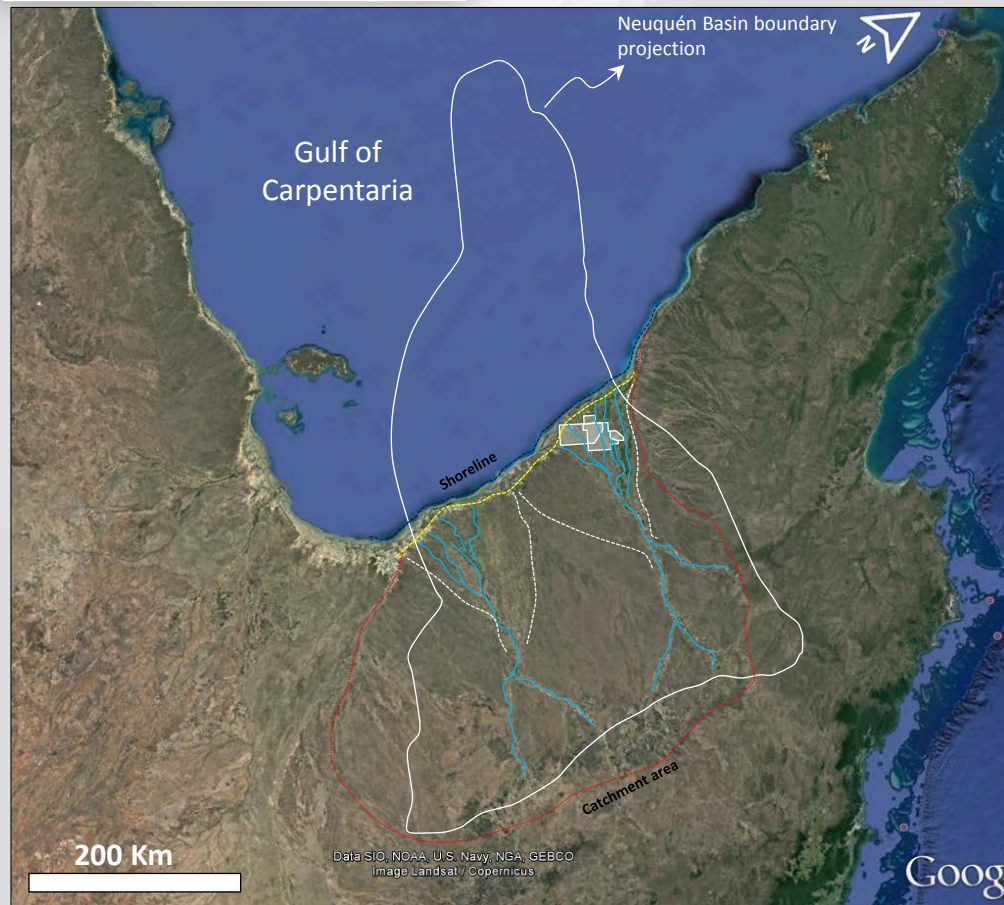 Neuquén Basin boundary
projection
N
Gulf of
Carpentaria
Shoreline
Catchment area
200 Km
Data SIO, NOAA, U.S. Navy, NGA, GEBCO
Image Landsat / Copernicus
Goog